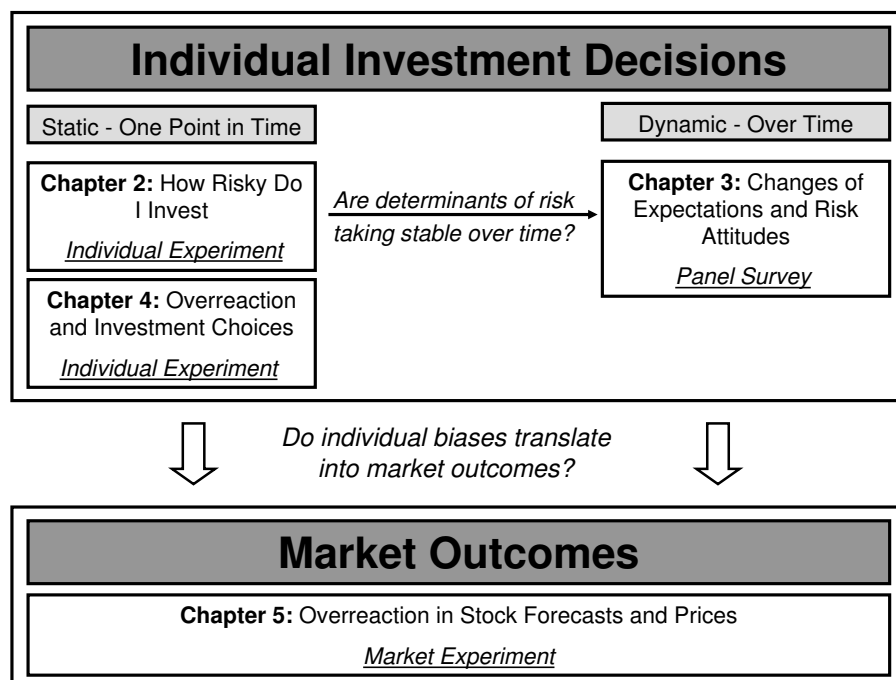 Individual Investment Decisions
Static - One Point in Time
Dynamic - Over Time
Chapter 2: How Risky Do
I Invest
Individual Experiment
Are determinants of risk
taking stable over time?
Chapter 3: Changes of
Expectations and Risk
Attitudes
Panel Survey
Chapter 4: Overreaction
and Investment Choices
Individual Experiment
Do individual biases translate
into market outcomes?
Market Outcomes
Chapter 5: Overreaction in Stock Forecasts and Prices
Market Experiment